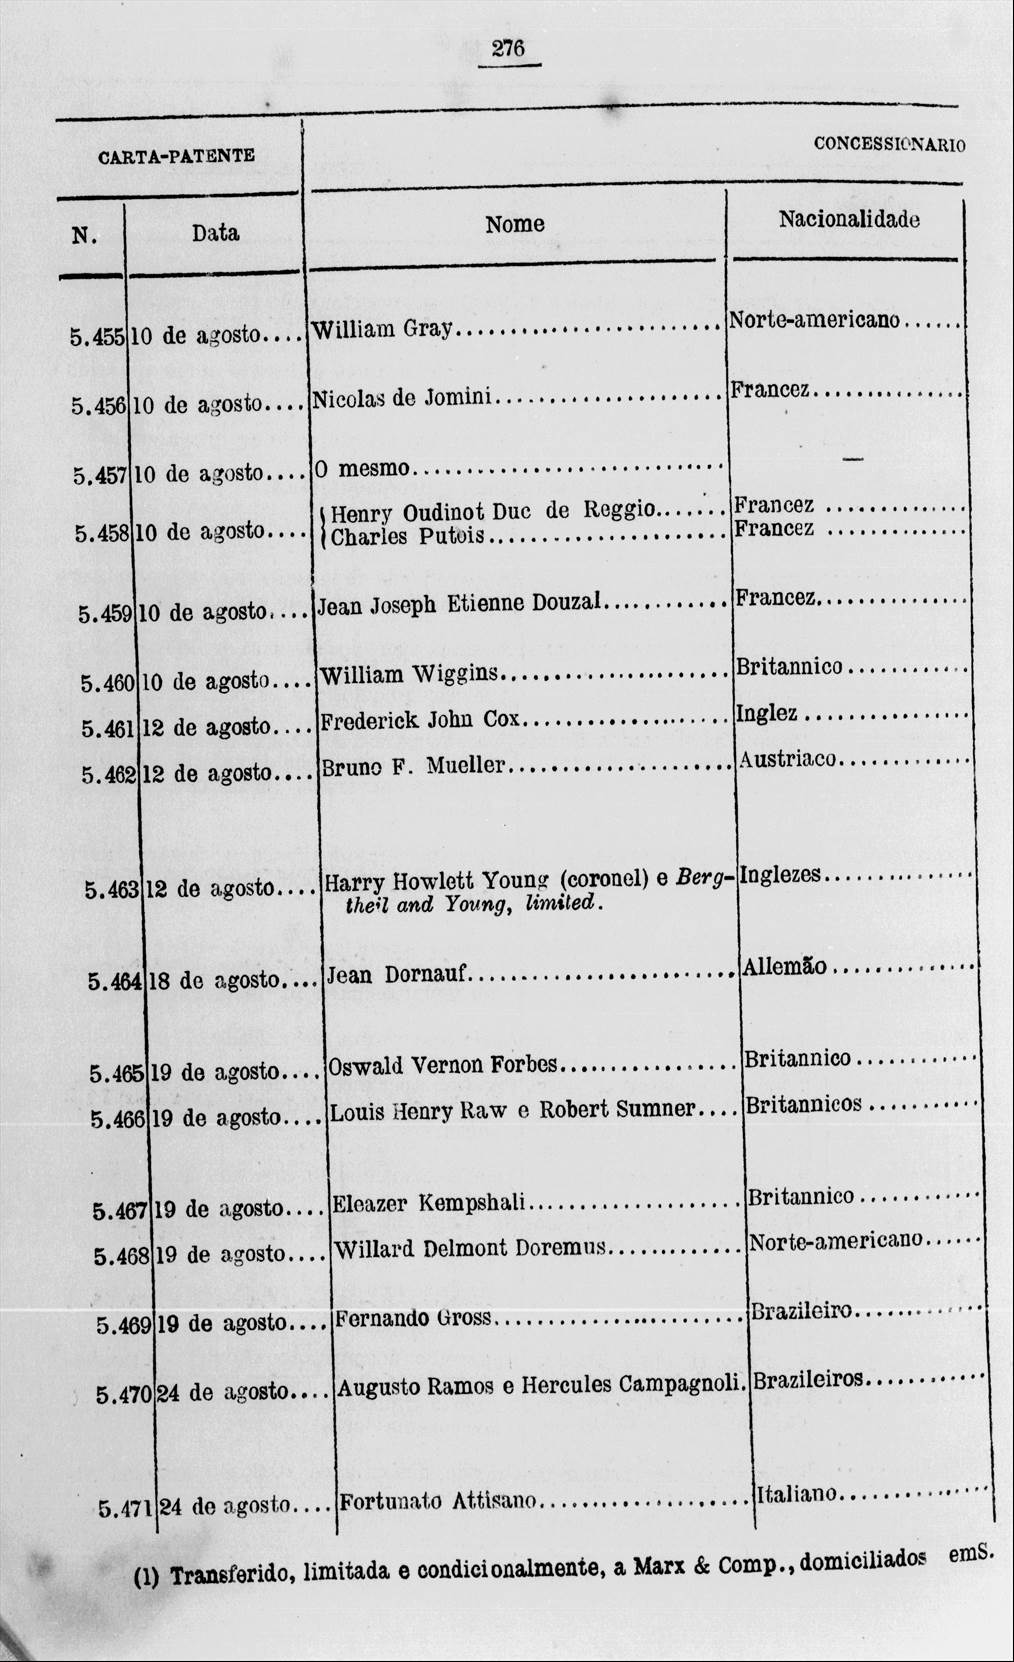 276
CARTA-PATENTE CONCESSIONARIO
N. Data Nome Nacionalidade
5.455 10 de agosto.... William Gray.......................... Norte-americano......
5.456 10 de agosto.... Nicolas de Jomini...................... Francez...............
5.457 10 de agosto.... O mesmo.............................. —
5.458 10 de agosto.... { Henry Oudinot Duc de Reggio....... Francez ..............
Charles Putois........................ Francez ..............
5.459 10 de agosto.... Jean Joseph Etienne Douzal............ Francez...............
5.460 10 de agosto.... William Wiggins....................... Britannico............
5.461 12 de agosto.... Frederick John Cox.................... Inglez ................
5.462 12 de agosto.... Bruno F. Mueller...................... Austriaco.............
5.463 12 de agosto.... Harry Howlett Young (coronel) e Berg- Inglezes...............
theil and Young, limited.
5.464 18 de agosto.... Jean Dornauf.......................... Allemão ..............
5.465 19 de agosto.... Oswald Vernon Forbes................. Britannico............
5.466 19 de agosto.... Louis Henry Raw e Robert Sumner.... Britannicos ...........
5.467 19 de agosto.... Eleazer Kempshali..................... Britannico ............
5.468 19 de agosto.... Willard Delmont Doremus............. Norte-americano......
5.469 19 de agosto.... Fernando Gross........................ Brazileiro.............
5.470 24 de agosto.... Augusto Ramos e Hercules Campagnoli. Brazileiros............
5.471 24 de agosto.... Fortunato Attisano..................... Italiano...............
(1) Transferido, limitada e condicionalmente, a Marx & Comp., domiciliados emS.